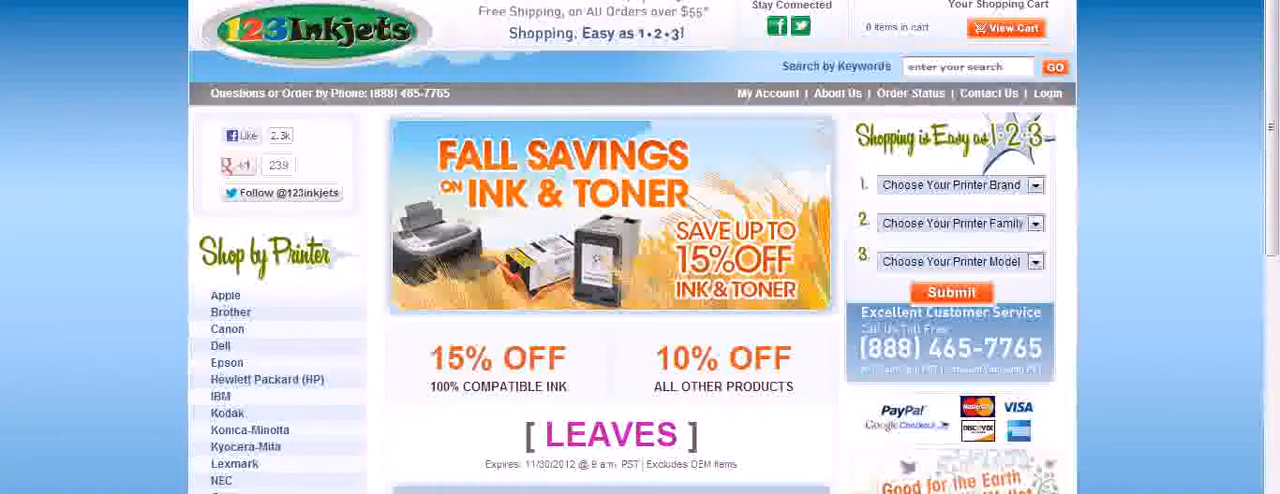 123Inkjets
Free Shipping, on All Orders over $55*
Shopping, Easy as 1•2•3!
Stay Connected
Your Shopping Cart
0 items in cart
View Cart
Search by Keywords
enter your search
GO
Questions or Order by Phone: (888) 465-7765
My Account | About Us | Order Status | Contact Us | Login
Like 2.3k
+1 239
Follow @123inkjets
Shop by Printer
Apple
Brother
Canon
Dell
Epson
Hewlett Packard (HP)
IBM
Kodak
Konica-Minolta
Kyocera-Mita
Lexmark
NEC
FALL SAVINGS
ON INK & TONER
SAVE UP TO
15% OFF
INK & TONER
15% OFF
100% COMPATIBLE INK
10% OFF
ALL OTHER PRODUCTS
[ LEAVES ]
Expires: 11/30/2012 @ 9 a.m. PST | Excludes OEM items
Shopping is Easy as 1-2-3
1. Choose Your Printer Brand
2. Choose Your Printer Family
3. Choose Your Printer Model
Submit
Excellent Customer Service
Call Us Toll Free
(888) 465-7765
PayPal MasterCard VISA
Google Checkout DISCOVER
Good for the Earth